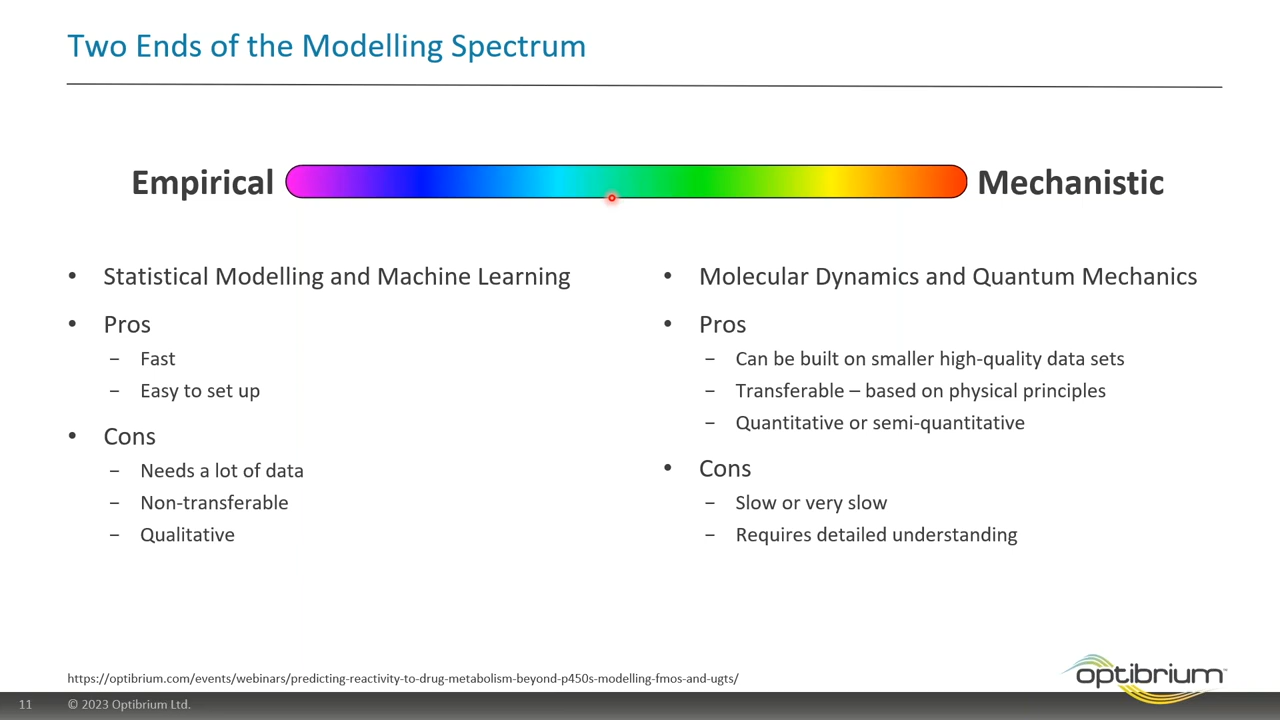 Two Ends of the Modelling Spectrum
Empirical
Mechanistic
• Statistical Modelling and Machine Learning
• Pros
– Fast
– Easy to set up
• Cons
– Needs a lot of data
– Non-transferable
– Qualitative
• Molecular Dynamics and Quantum Mechanics
• Pros
– Can be built on smaller high-quality data sets
– Transferable – based on physical principles
– Quantitative or semi-quantitative
• Cons
– Slow or very slow
– Requires detailed understanding
https://optibrium.com/events/webinars/predicting-reactivity-to-drug-metabolism-beyond-p450s-modelling-fmos-and-ugts/
optibrium™
11 © 2023 Optibrium Ltd.